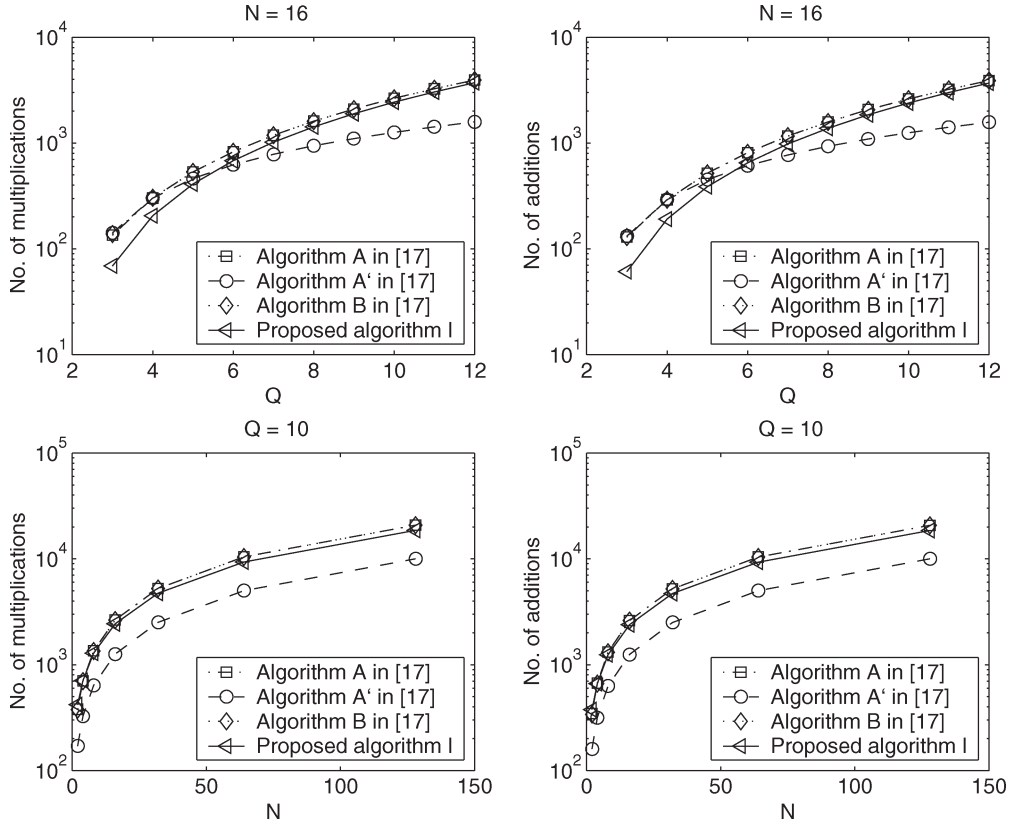 N = 16
10^4
10^3
10^2
10^1
No. of multiplications
2 4 6 8 10 12
Q
Algorithm A in [17]
Algorithm A‘ in [17]
Algorithm B in [17]
Proposed algorithm I
N = 16
10^4
10^3
10^2
10^1
No. of additions
2 4 6 8 10 12
Q
Algorithm A in [17]
Algorithm A‘ in [17]
Algorithm B in [17]
Proposed algorithm I
Q = 10
10^5
10^4
10^3
10^2
No. of multiplications
0 50 100 150
N
Algorithm A in [17]
Algorithm A‘ in [17]
Algorithm B in [17]
Proposed algorithm I
Q = 10
10^5
10^4
10^3
10^2
No. of additions
0 50 100 150
N
Algorithm A in [17]
Algorithm A‘ in [17]
Algorithm B in [17]
Proposed algorithm I